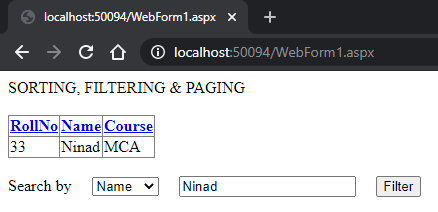 localhost:50094/WebForm1.aspx
localhost:50094/WebForm1.aspx
SORTING, FILTERING & PAGING
RollNo Name Course
33 Ninad MCA
Search by Name Ninad Filter